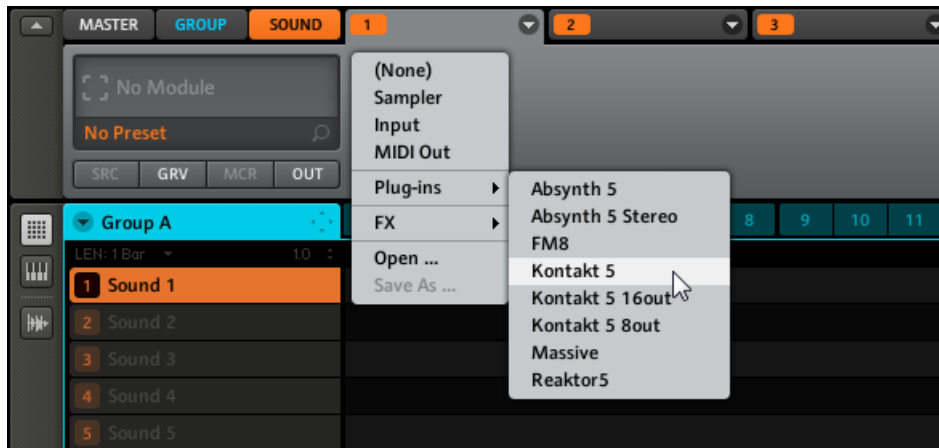 MASTER GROUP SOUND 1 2 3
No Module
No Preset
SRC GRV MCR OUT
(None)
Sampler
Input
MIDI Out
Plug-ins
FX
Open ...
Save As ...
Absynth 5
Absynth 5 Stereo
FM8
Kontakt 5
Kontakt 5 16out
Kontakt 5 8out
Massive
Reaktor5
Group A 8 9 10 11
LEN: 1 Bar 1.0
1 Sound 1
2 Sound 2
3 Sound 3
4 Sound 4
5 Sound 5